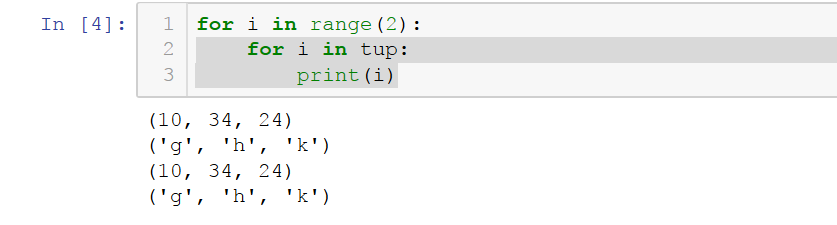 In [4]: 1 for i in range(2):
2     for i in tup:
3         print(i)
(10, 34, 24)
('g', 'h', 'k')
(10, 34, 24)
('g', 'h', 'k')